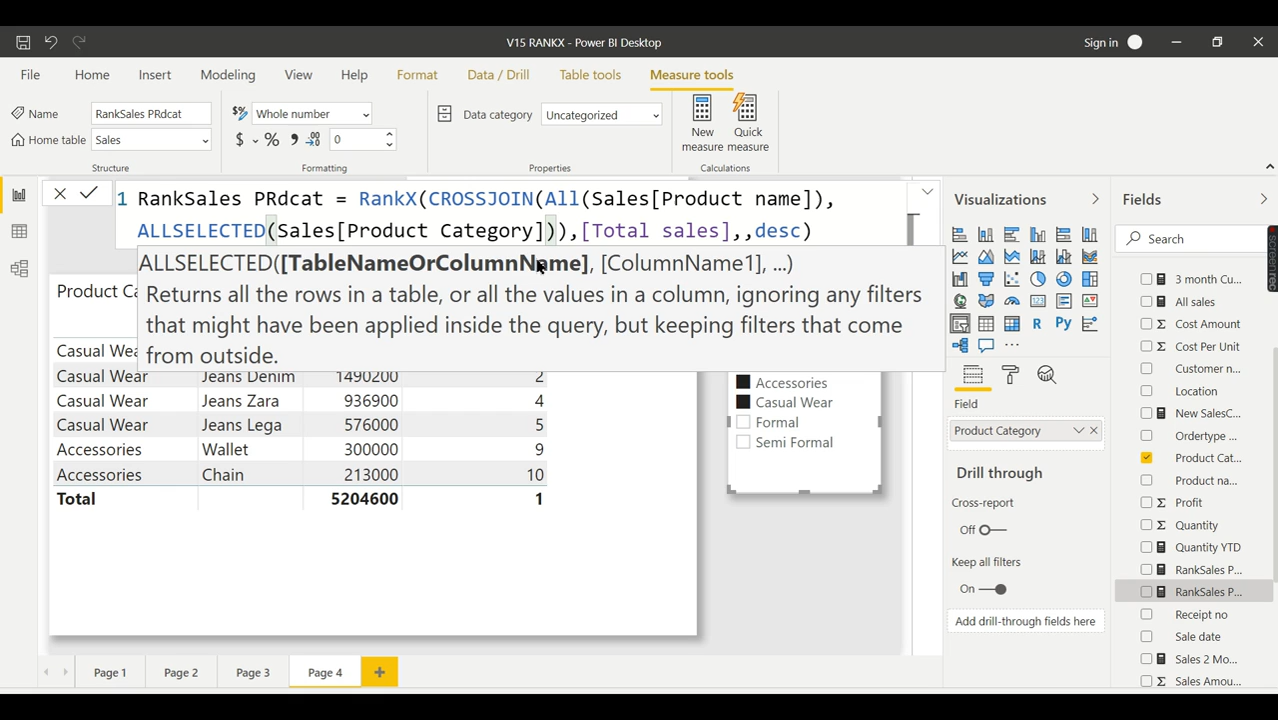 V15 RANKX - Power BI Desktop
Sign in
File Home Insert Modeling View Help Format Data / Drill Table tools Measure tools
Name RankSales PRdcat
Home table Sales
Structure
$% Whole number
$ % 9 .00 0
Formatting
Data category Uncategorized
Properties
New measure
Quick measure
Calculations
1 RankSales PRdcat = RankX(CROSSJOIN(All(Sales[Product name]),
ALLSELECTED(Sales[Product Category])),[Total sales],,desc)
ALLSELECTED([TableNameOrColumnName], [ColumnName1], ...)
Returns all the rows in a table, or all the values in a column, ignoring any filters
that might have been applied inside the query, but keeping filters that come
from outside.
Product Ca
Casual Wea
Casual Wear Jeans Denim 1490200 2
Casual Wear Jeans Zara 936900 4
Casual Wear Jeans Lega 576000 5
Accessories Wallet 300000 9
Accessories Chain 213000 10
Total 5204600 1
Accessories
Casual Wear
Formal
Semi Formal
Page 1 Page 2 Page 3 Page 4 +
Visualizations
R Py
...
Field
Product Category
Drill through
Cross-report
Off
Keep all filters
On
Add drill-through fields here
Fields
Search
3 month Cu...
All sales
Σ Cost Amount
Σ Cost Per Unit
Customer n...
Location
New SalesC...
Ordertype ...
Product Cat...
Product na...
Σ Profit
Σ Quantity
Quantity YTD
RankSales P...
RankSales P...
Receipt no
Sale date
Sales 2 Mo...
Σ Sales Amou...
screenrec